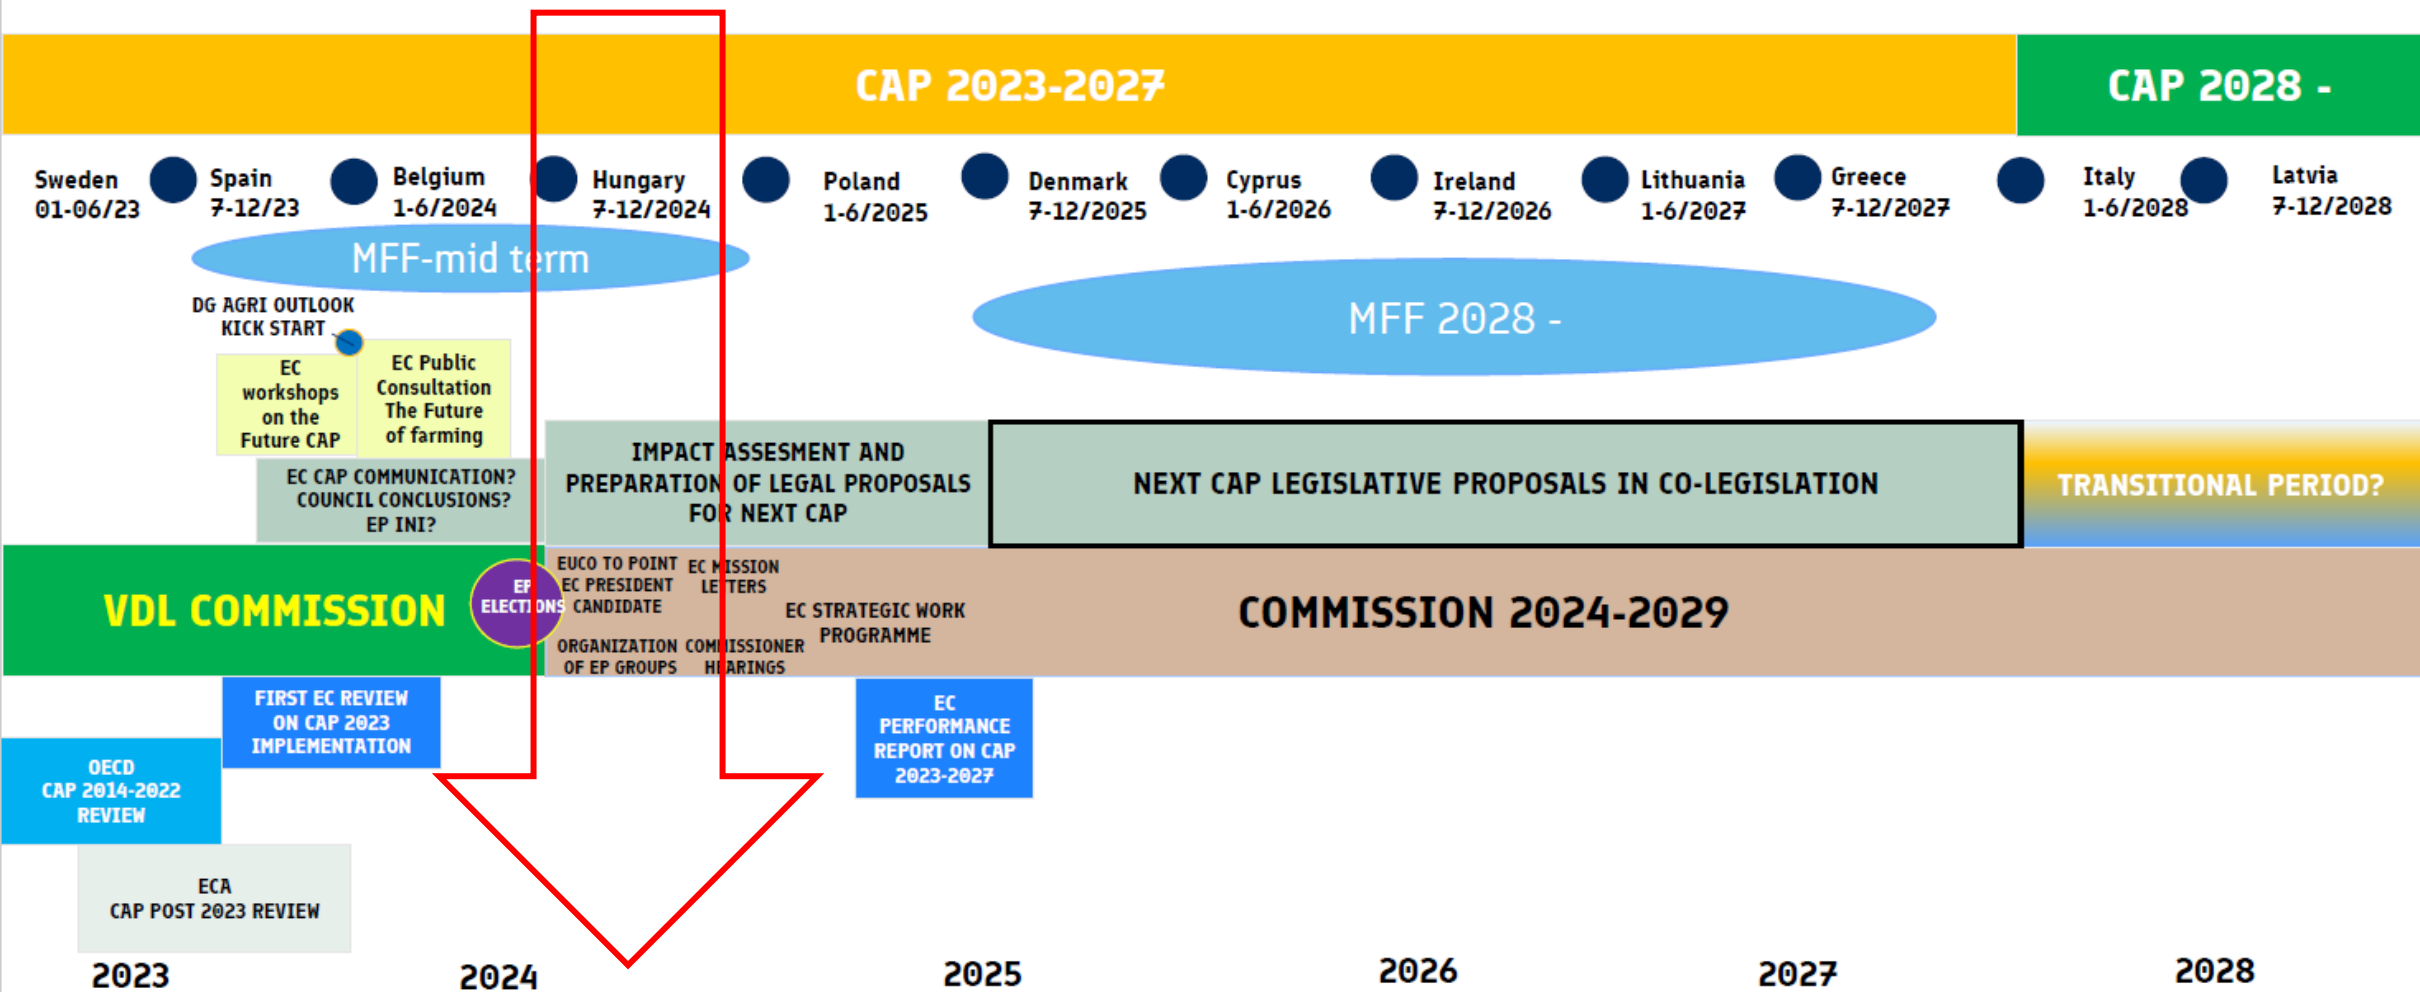 CAP 2023-2027
CAP 2028 -
Sweden
01-06/23
Spain
7-12/23
Belgium
1-6/2024
Hungary
7-12/2024
Poland
1-6/2025
Denmark
7-12/2025
Cyprus
1-6/2026
Ireland
7-12/2026
Lithuania
1-6/2027
Greece
7-12/2027
Italy
1-6/2028
Latvia
7-12/2028
MFF-mid term
MFF 2028 -
DG AGRI OUTLOOK
KICK START
EC
workshops
on the
Future CAP
EC Public
Consultation
The Future
of farming
EC CAP COMMUNICATION?
COUNCIL CONCLUSIONS?
EP INI?
IMPACT ASSESMENT AND
PREPARATION OF LEGAL PROPOSALS
FOR NEXT CAP
NEXT CAP LEGISLATIVE PROPOSALS IN CO-LEGISLATION
TRANSITIONAL PERIOD?
VDL COMMISSION
EP
ELECTIONS
EUCO TO POINT
EC PRESIDENT
CANDIDATE
EC MISSION
LETTERS
ORGANIZATION
OF EP GROUPS
COMMISSIONER
HEARINGS
EC STRATEGIC WORK
PROGRAMME
COMMISSION 2024-2029
FIRST EC REVIEW
ON CAP 2023
IMPLEMENTATION
EC
PERFORMANCE
REPORT ON CAP
2023-2027
OECD
CAP 2014-2022
REVIEW
ECA
CAP POST 2023 REVIEW
2023
2024
2025
2026
2027
2028